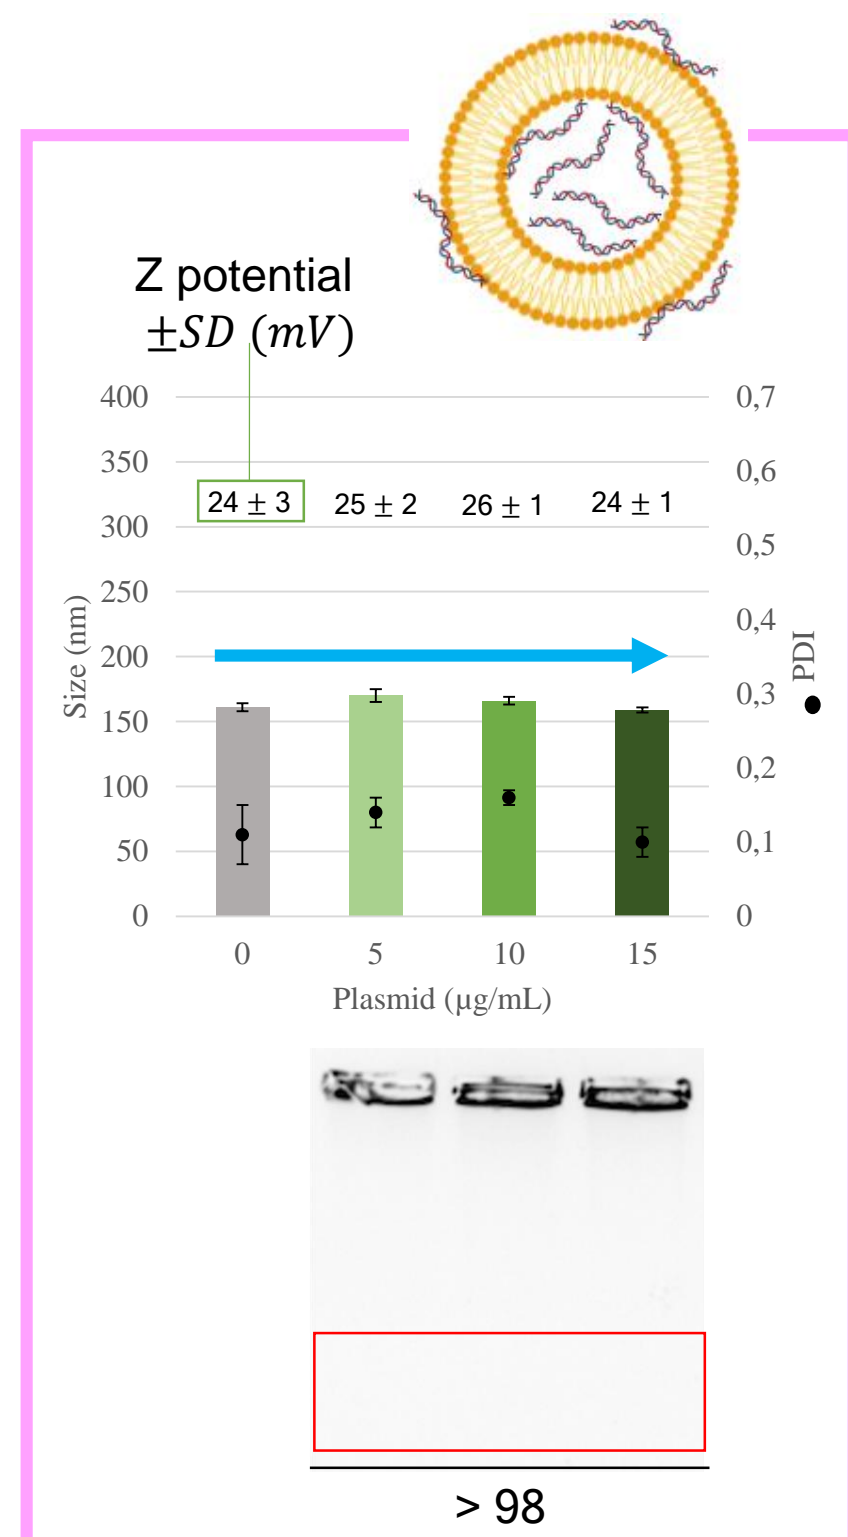 Z potential
±SD (mV)
400
350
300
250
200
150
100
50
0
Size (nm)
24 ± 3 25 ± 2 26 ± 1 24 ± 1
0,7
0,6
0,5
0,4
0,3
0,2
0,1
0
PDI
0 5 10 15
Plasmid (µg/mL)
> 98